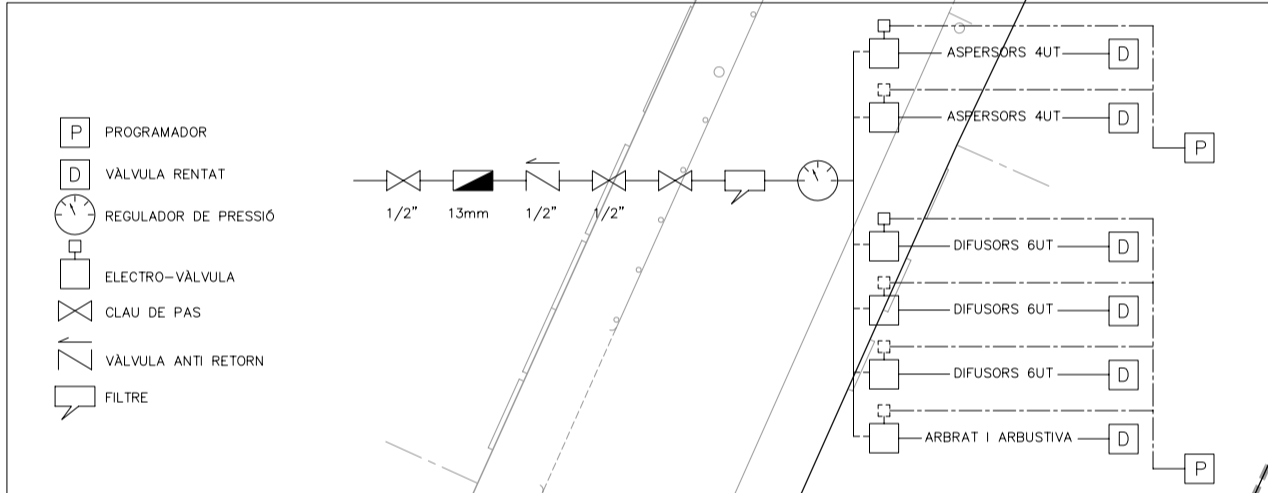 P PROGRAMADOR
D VÀLVULA RENTAT
REGULADOR DE PRESSIÓ
ELECTRO-VÀLVULA
CLAU DE PAS
VÀLVULA ANTI RETORN
FILTRE
1/2" 13mm 1/2" 1/2"
ASPERSORS 4UT D
ASPERSORS 4UT D
P
DIFUSORS 6UT D
DIFUSORS 6UT D
DIFUSORS 6UT D
ARBRAT I ARBUSTIVA D
P